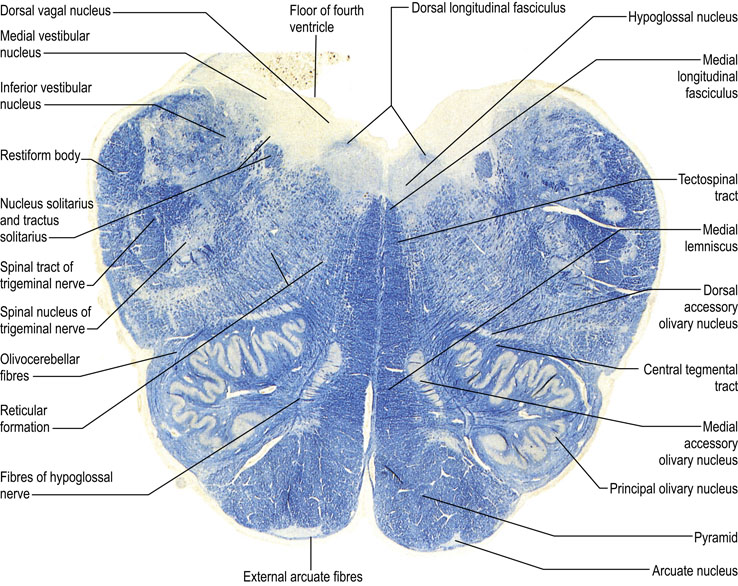 Dorsal vagal nucleus
Medial vestibular
nucleus
Inferior vestibular
nucleus
Restiform body
Nucleus solitarius
and tractus
solitarius
Spinal tract of
trigeminal nerve
Spinal nucleus
of trigeminal nerve
Olivocerebellar
fibres
Reticular
formation
Fibres of hypoglossal
nerve
Floor of fourth
ventricle
Dorsal longitudinal fasciculus
Hypoglossal nucleus
Medial
longitudinal
fasciculus
Tectospinal
tract
Medial
lemniscus
Dorsal
accessory
olivary nucleus
Central tegmental
tract
Medial
accessory
olivary nucleus
Principal olivary nucleus
Pyramid
Arcuate nucleus
External arcuate fibres